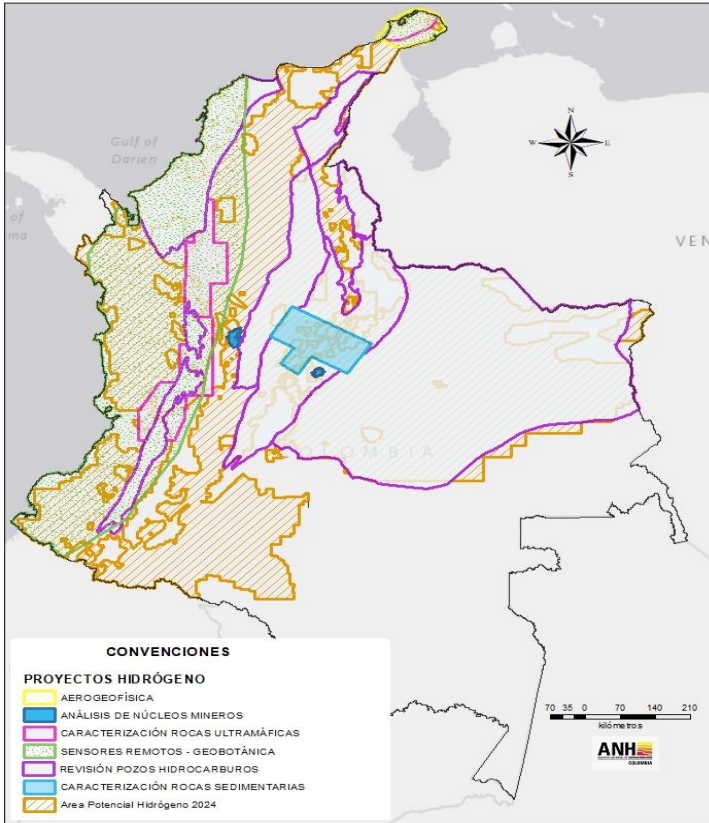 Gulf of
Darien
N
W
E
S
of
ma
VEN
COLOMBIA
CONVENCIONES
PROYECTOS HIDRÓGENO
AEROGEOFÍSICA
ANÁLISIS DE NÚCLEOS MINEROS
CARACTERIZACIÓN ROCAS ULTRAMÁFICAS
SENSORES REMOTOS - GEOBOTÁNICA
REVISIÓN POZOS HIDROCARBUROS
CARACTERIZACIÓN ROCAS SEDIMENTARIAS
Area Potencial Hidrógeno 2024
70 35 0 70 140 210
kilómetros
ANH
COLOMBIA